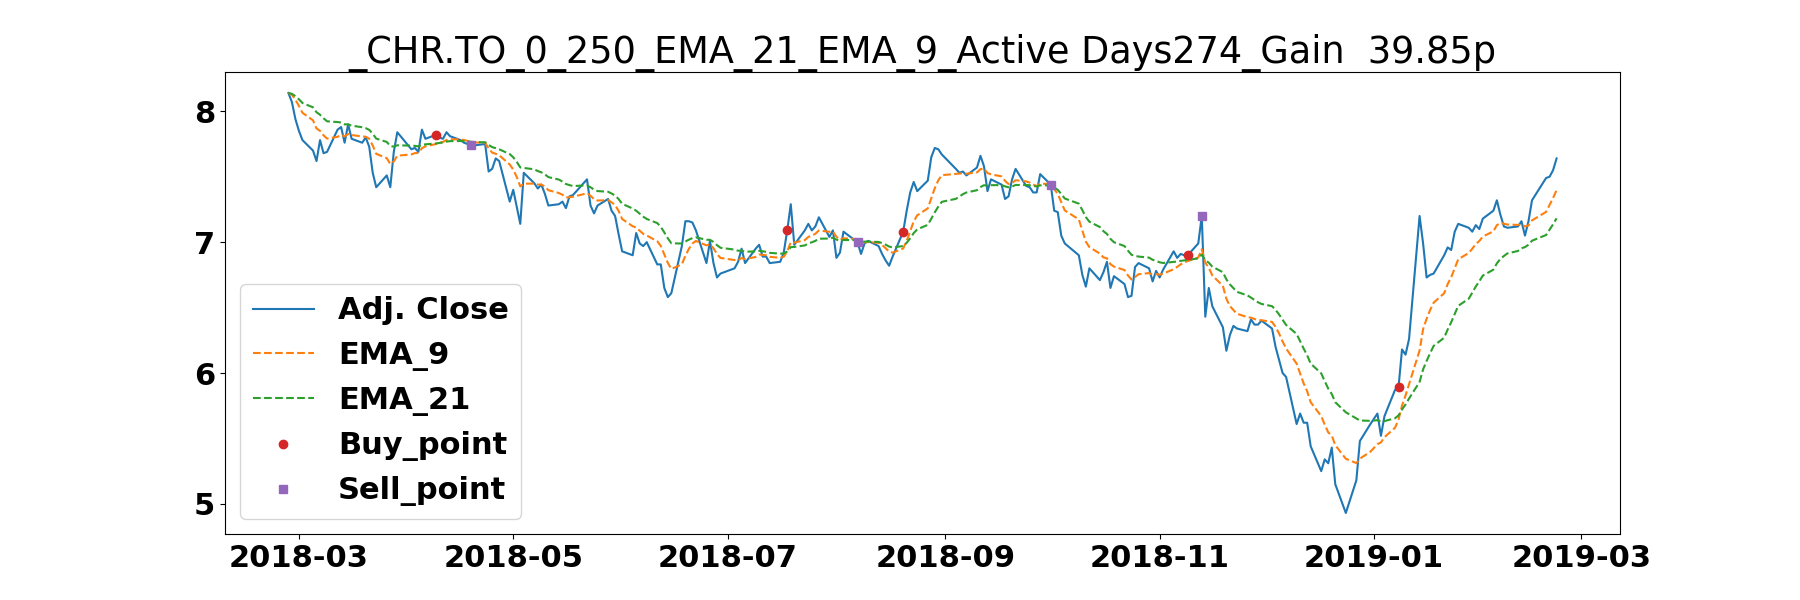 _CHR.TO_0_250_EMA_21_EMA_9_Active Days274_Gain  39.85p
8
7
6
5
Adj. Close
EMA_9
EMA_21
Buy_point
Sell_point
2018-03 2018-05 2018-07 2018-09 2018-11 2019-01 2019-03